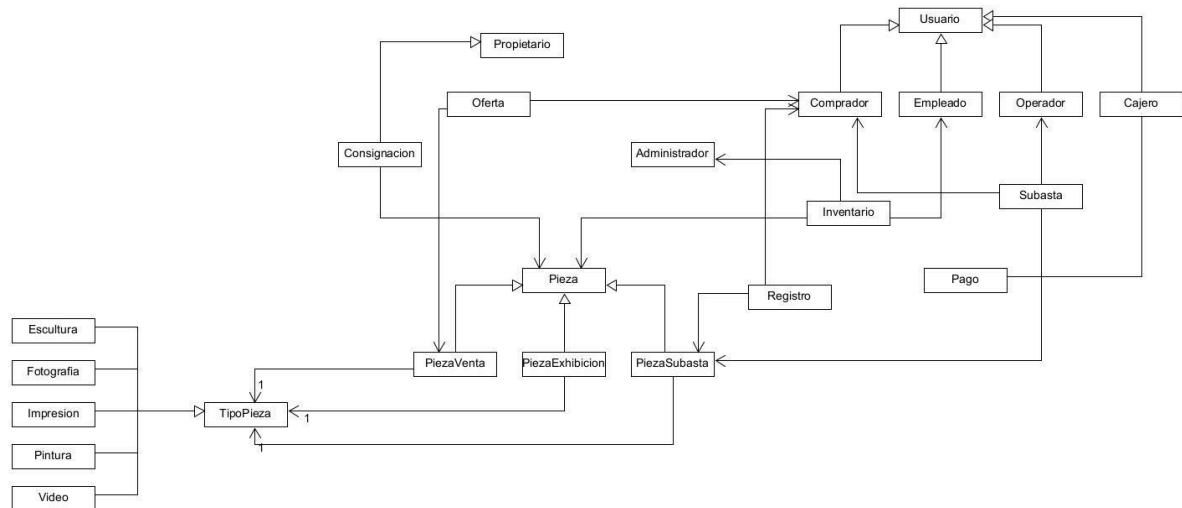 Usuario
Propietario
Oferta
Comprador
Empleado
Operador
Cajero
Consignacion
Administrador
Subasta
Inventario
Pieza
Pago
Registro
Escultura
PiezaVenta
PiezaExhibicion
PiezaSubasta
Fotografia
1
Impresion
TipoPieza
1
1
Pintura
Video